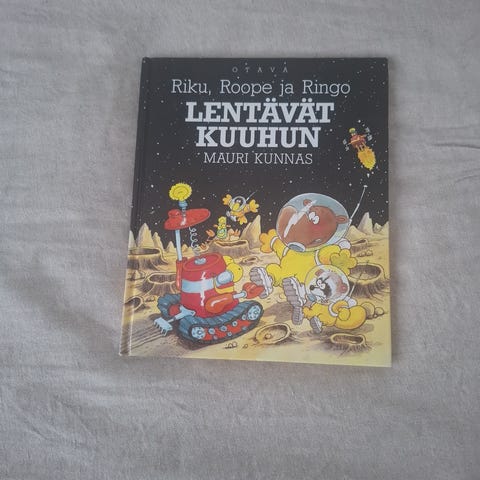 OTAVA
Riku, Roope ja Ringo
LENTÄVÄT
KUUHUN
MAURI KUNNAS